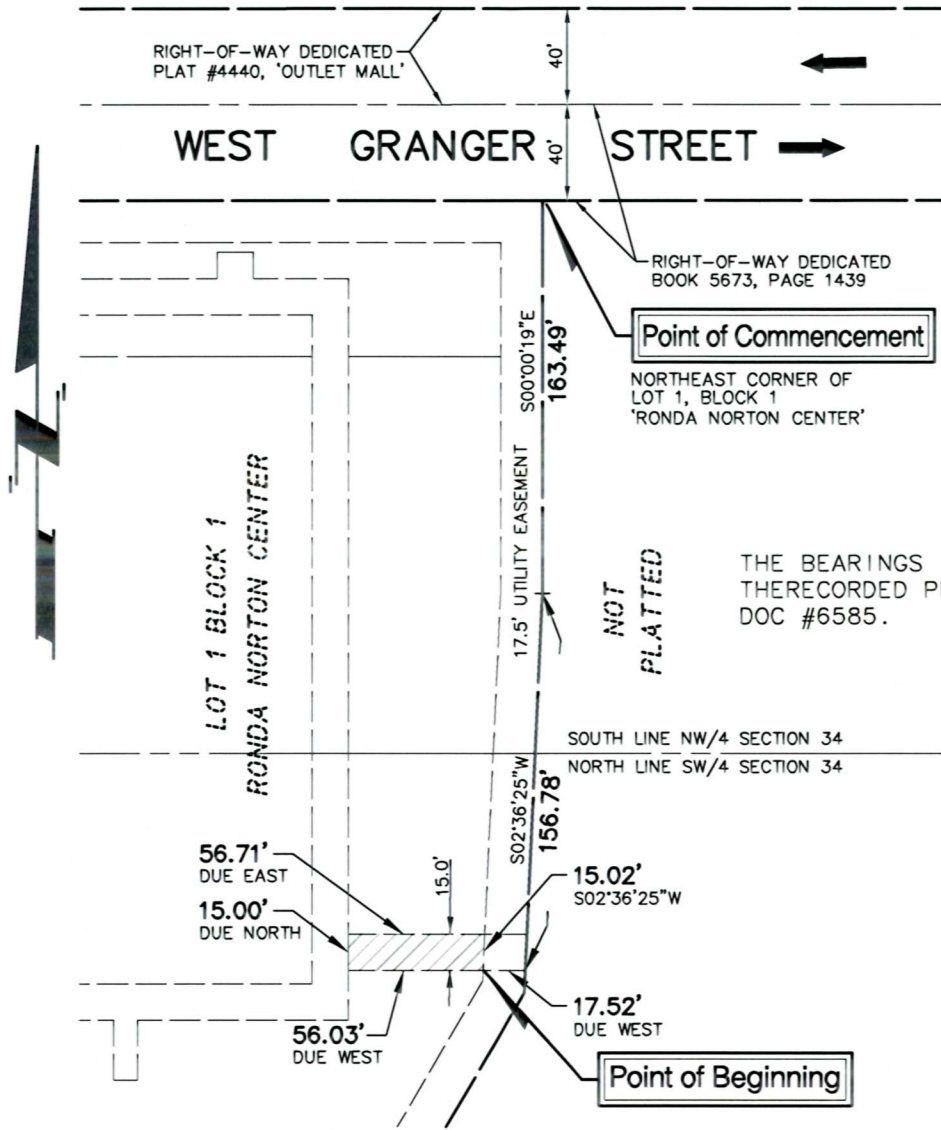 RIGHT-OF-WAY DEDICATED
PLAT #4440, 'OUTLET MALL'
40'
WEST GRANGER STREET
40'
RIGHT-OF-WAY DEDICATED
BOOK 5673, PAGE 1439
Point of Commencement
NORTHEAST CORNER OF
LOT 1, BLOCK 1
'RONDA NORTON CENTER'
S00°00'19"E
163.49'
17.5' UTILITY EASEMENT
LOT 1 BLOCK 1
RONDA NORTON CENTER
NOT
PLATTED
THE BEARINGS
THERECORDED
DOC #6585.
SOUTH LINE NW/4 SECTION 34
NORTH LINE SW/4 SECTION 34
S02°36'25"W
156.78'
56.71'
DUE EAST
15.0'
15.02'
S02°36'25"W
15.00'
DUE NORTH
17.52'
DUE WEST
56.03'
DUE WEST
Point of Beginning